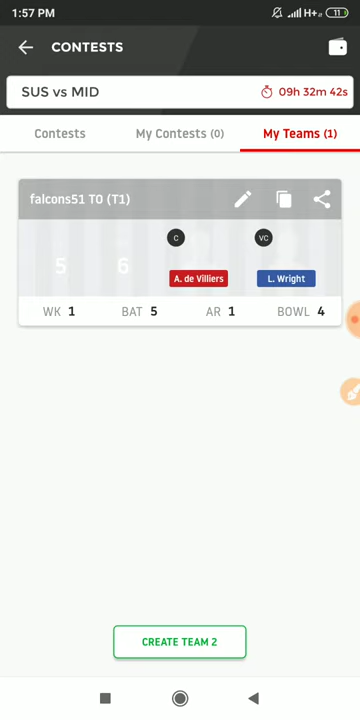 1:57 PM H+ 11
CONTESTS
SUS vs MID 09h 32m 42s
Contests My Contests (0) My Teams (1)
falcons51 TO (T1)
C VC
5 6
A. de Villiers L. Wright
WK 1 BAT 5 AR 1 BOWL 4
CREATE TEAM 2